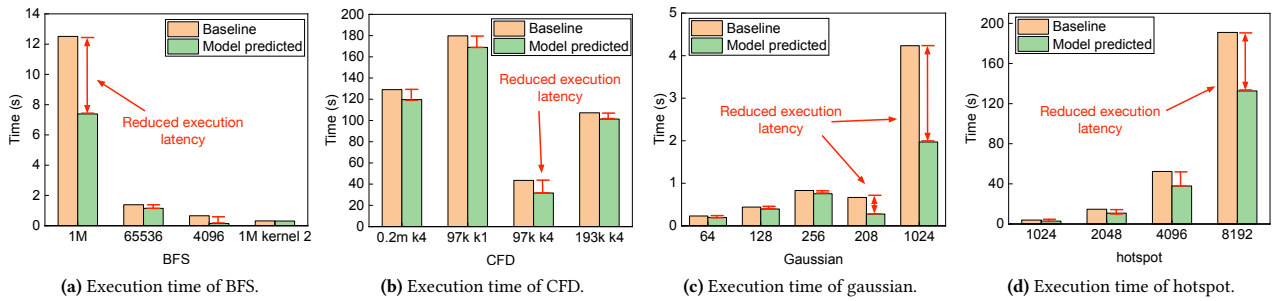 14
12
10
8
6
4
2
0
Time (s)
Baseline
Model predicted
Reduced execution
latency
1M
65536
4096
1M kernel 2
BFS
(a) Execution time of BFS.
200
180
160
140
120
100
80
60
40
20
0
Time (s)
Baseline
Model predicted
Reduced execution
latency
0.2m k4
97k k1
97k k4
193k k4
CFD
(b) Execution time of CFD.
5
4
3
2
1
0
Time (s)
Baseline
Model predicted
Reduced execution
latency
64
128
256
208
1024
Gaussian
(c) Execution time of gaussian.
200
160
120
80
40
0
Time (s)
Baseline
Model predicted
Reduced execution
latency
1024
2048
4096
8192
hotspot
(d) Execution time of hotspot.